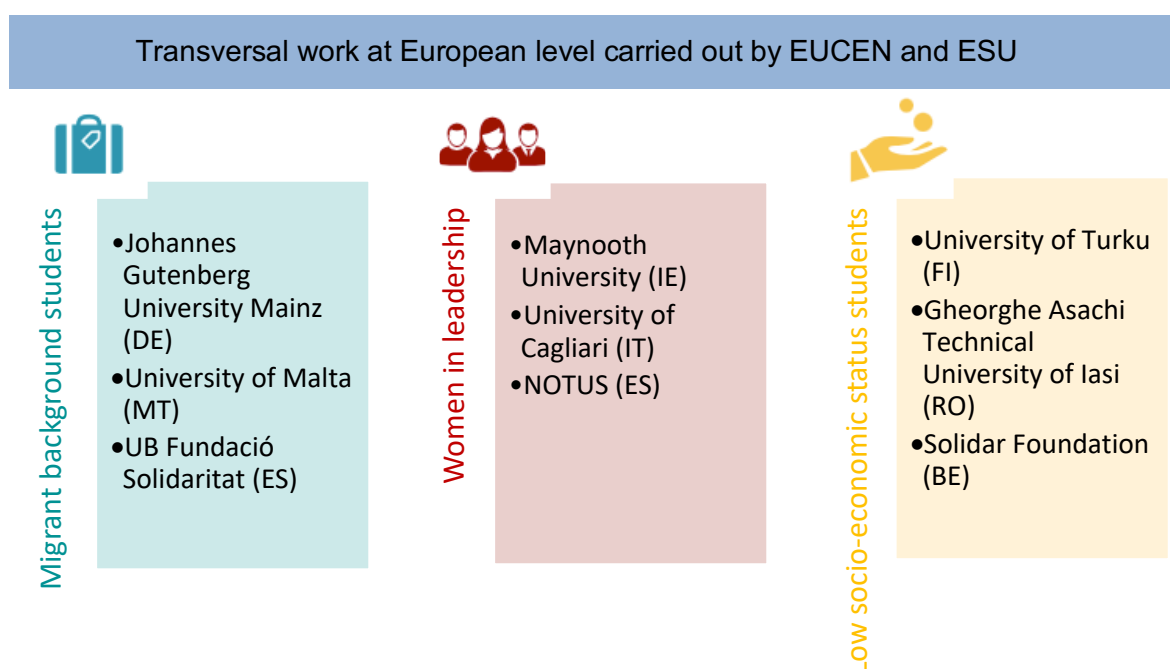 Transversal work at European level carried out by EUCEN and ESU
Migrant background students
•Johannes
Gutenberg
University Mainz
(DE)
•University of Malta
(MT)
•UB Fundació
Solidaritat (ES)
Women in leadership
•Maynooth
University (IE)
•University of
Cagliari (IT)
•NOTUS (ES)
Low socio-economic status students
•University of Turku
(FI)
•Gheorghe Asachi
Technical
University of Iasi
(RO)
•Solidar Foundation
(BE)